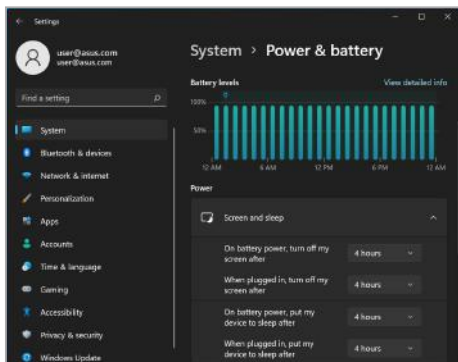 Settings
user@asus.com
user@asus.com
Find a setting
System
Bluetooth & devices
Network & internet
Personalization
Apps
Accounts
Time & language
Gaming
Accessibility
Privacy & security
Windows Update
System > Power & battery
Battery levels View detailed info
100%
50%
12 AM 6 AM 12 PM 6 PM 12 AM
Power
Screen and sleep
On battery power, turn off my
screen after
4 hours
When plugged in, turn off my
screen after
4 hours
On battery power, put my
device to sleep after
4 hours
When plugged in, put my
device to sleep after
4 hours